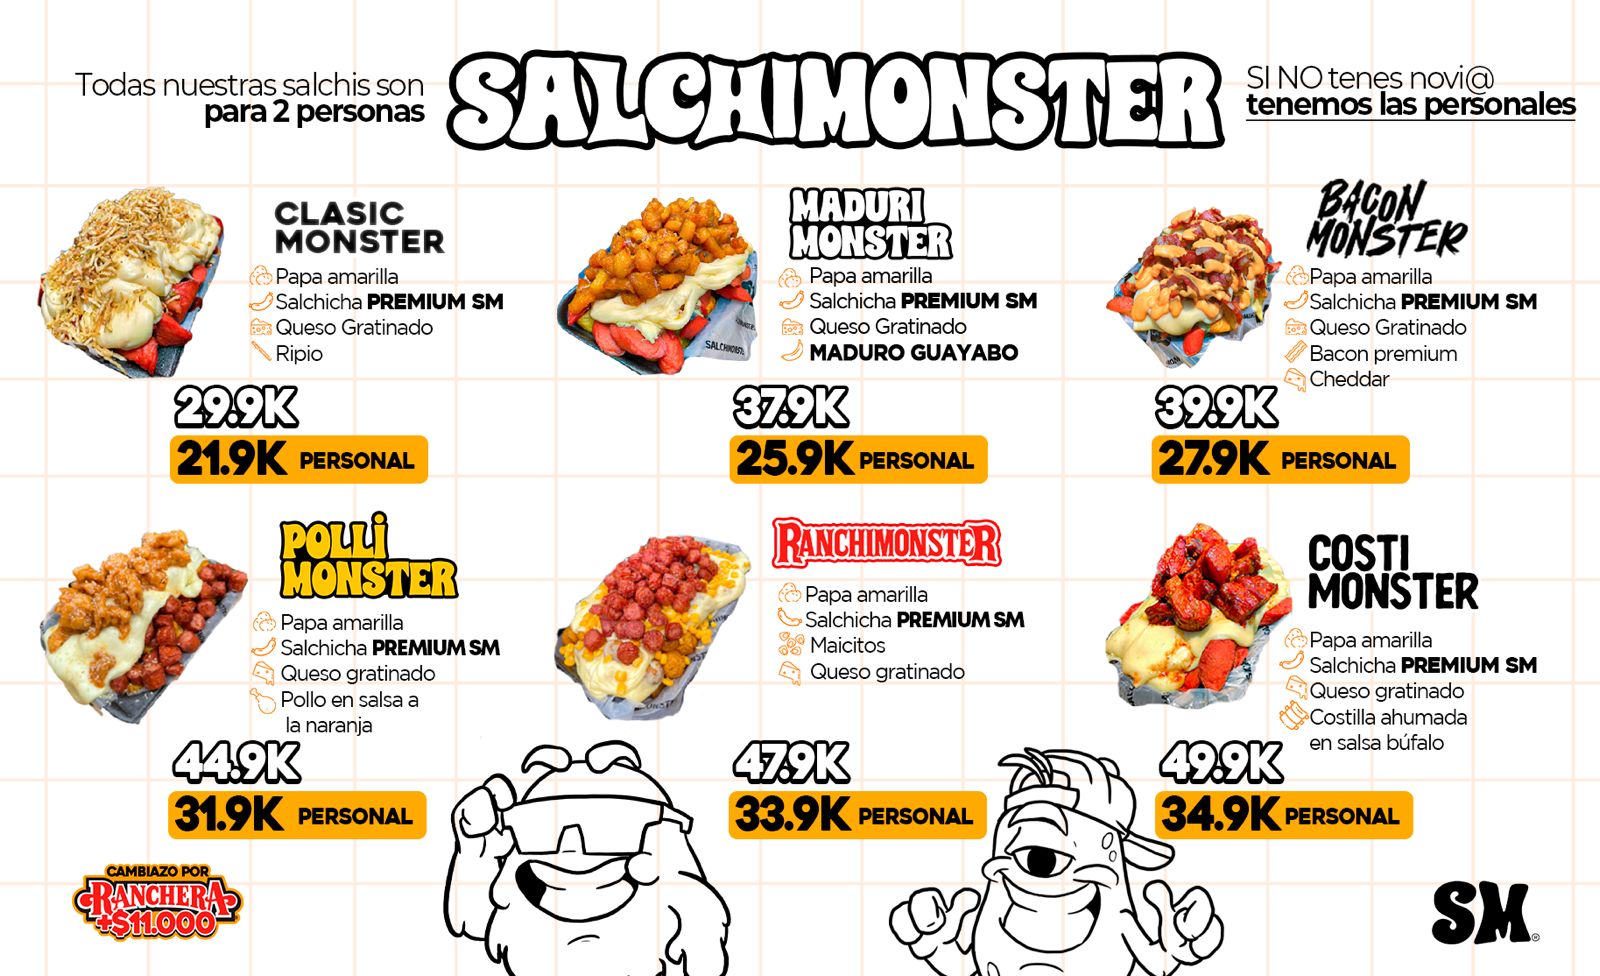 Todas nuestras salchis son
para 2 personas
SALCHIMONSTER
SI NO tenes novi@
tenemos las personales
CLASIC
MONSTER
Papa amarilla
Salchicha PREMIUM SM
Queso Gratinado
Ripio
29.9K
21.9K PERSONAL
MADURI
MONSTER
Papa amarilla
Salchicha PREMIUM SM
Queso Gratinado
MADURO GUAYABO
SALCHIMONSTER
37.9K
25.9K PERSONAL
BACON
MONSTER
Papa amarilla
Salchicha PREMIUM SM
Queso Gratinado
Bacon premium
Cheddar
39.9K
27.9K PERSONAL
POLLI
MONSTER
Papa amarilla
Salchicha PREMIUM SM
Queso gratinado
Pollo en salsa a
la naranja
44.9K
31.9K PERSONAL
RANCHIMONSTER
Papa amarilla
Salchicha PREMIUM SM
Maicitos
Queso gratinado
47.9K
33.9K PERSONAL
COSTI
MONSTER
Papa amarilla
Salchicha PREMIUM SM
Queso gratinado
Costilla ahumada
en salsa búfalo
49.9K
34.9K PERSONAL
CAMBIAZO POR
RANCHERA
+$11.000
SM®